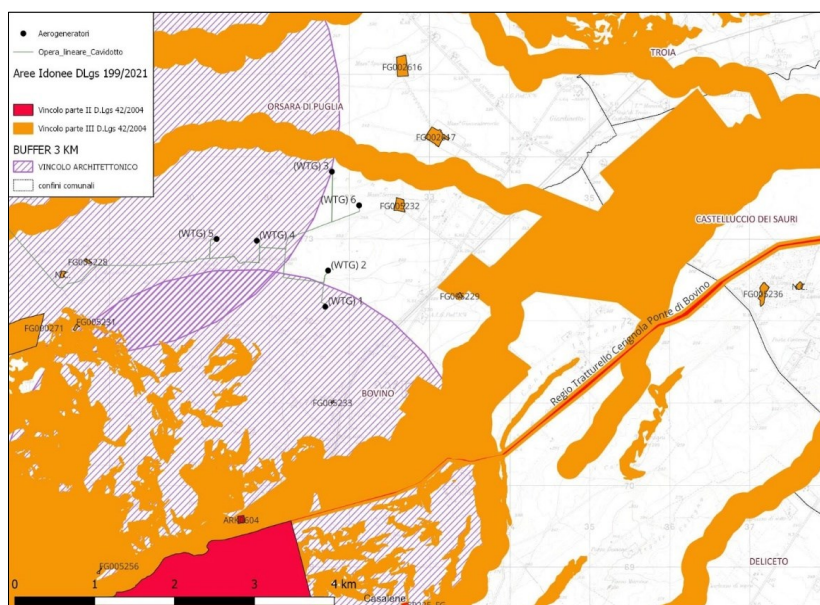 Aerogeneratori
Opera_lineare_Cavidotto
Aree Idonee DLgs 199/2021
Vincolo parte II D.Lgs 42/2004
Vincolo parte III D.Lgs 42/2004
BUFFER 3 KM
VINCOLO ARCHITETTONICO
confini comunali
TROIA
FG002616
ORSARA DI PUGLIA
(WTG) 3
(WTG) 6
FG005232
(WTG) 5
(WTG) 4
CASTELLUCCIO DEI SAURI
FG005228
(WTG) 2
FG005229
FG005236
(WTG) 1
FG000271
FG005231
Regio Tratturello Cerignola Ponte di Bovino
BOVINO
FG005233
FG005256
DELICETO
0 1 2 3 4 km